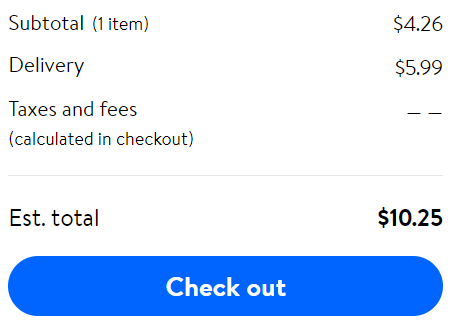 Subtotal (1 item) $4.26
Delivery $5.99
Taxes and fees — —
(calculated in checkout)
Est. total $10.25
Check out